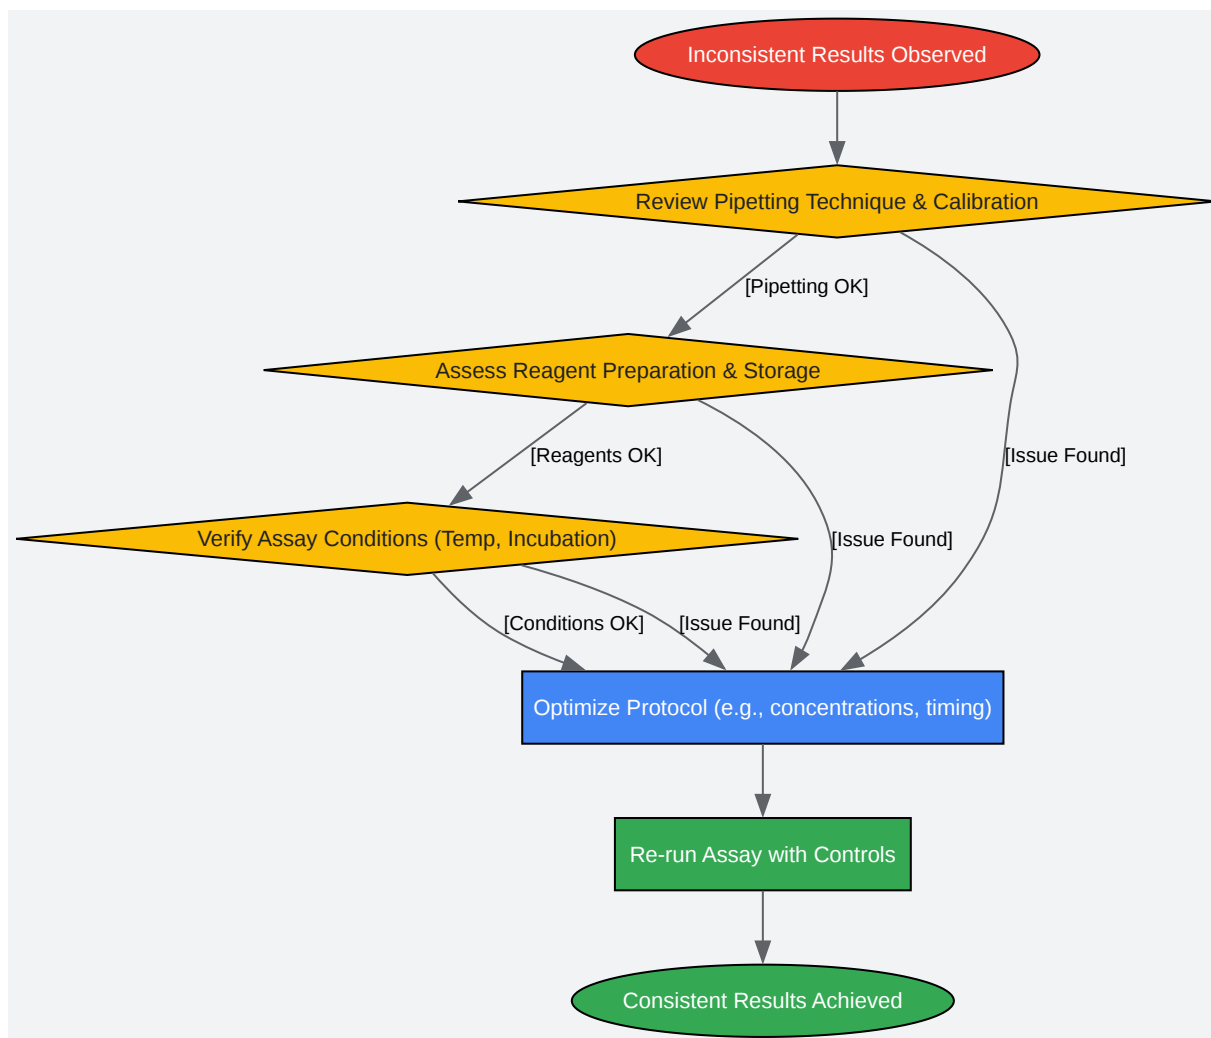 Inconsistent Results Observed
Review Pipetting Technique & Calibration
[Pipetting OK]
Assess Reagent Preparation & Storage
[Reagents OK]
[Issue Found]
Verify Assay Conditions (Temp, Incubation)
[Issue Found]
[Conditions OK]
[Issue Found]
Optimize Protocol (e.g., concentrations, timing)
Re-run Assay with Controls
Consistent Results Achieved